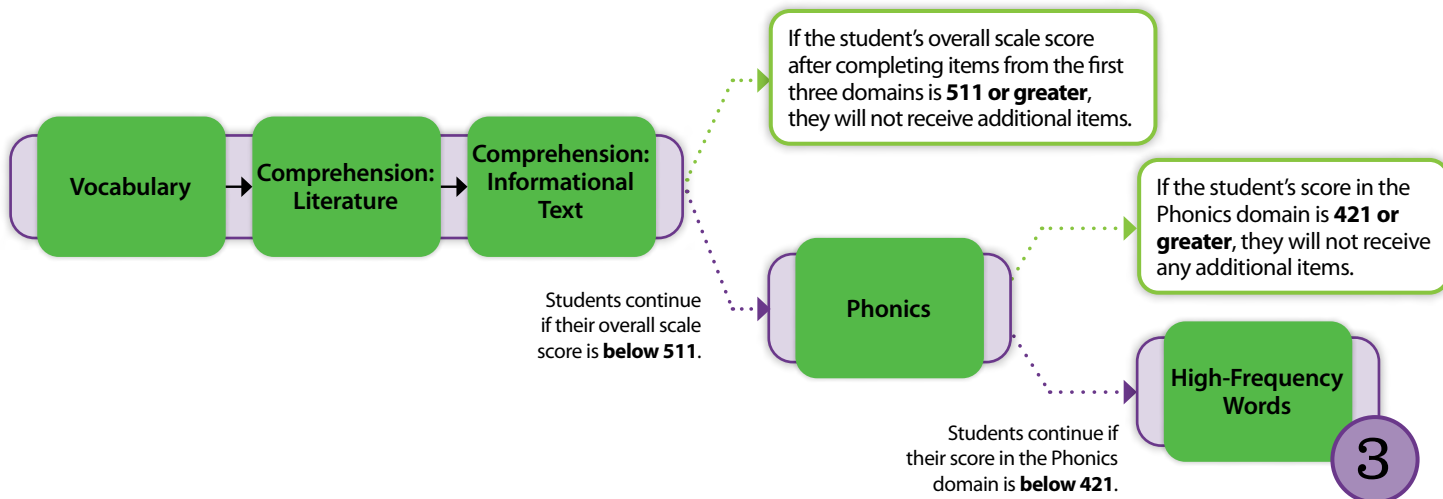 If the student’s overall scale score
after completing items from the first
three domains is 511 or greater,
they will not receive additional items.
Vocabulary
Comprehension:
Literature
Comprehension:
Informational
Text
If the student’s score in the
Phonics domain is 421 or
greater, they will not receive
any additional items.
Students continue
if their overall scale
score is below 511.
Phonics
High-Frequency
Words
Students continue if
their score in the Phonics
domain is below 421.
3